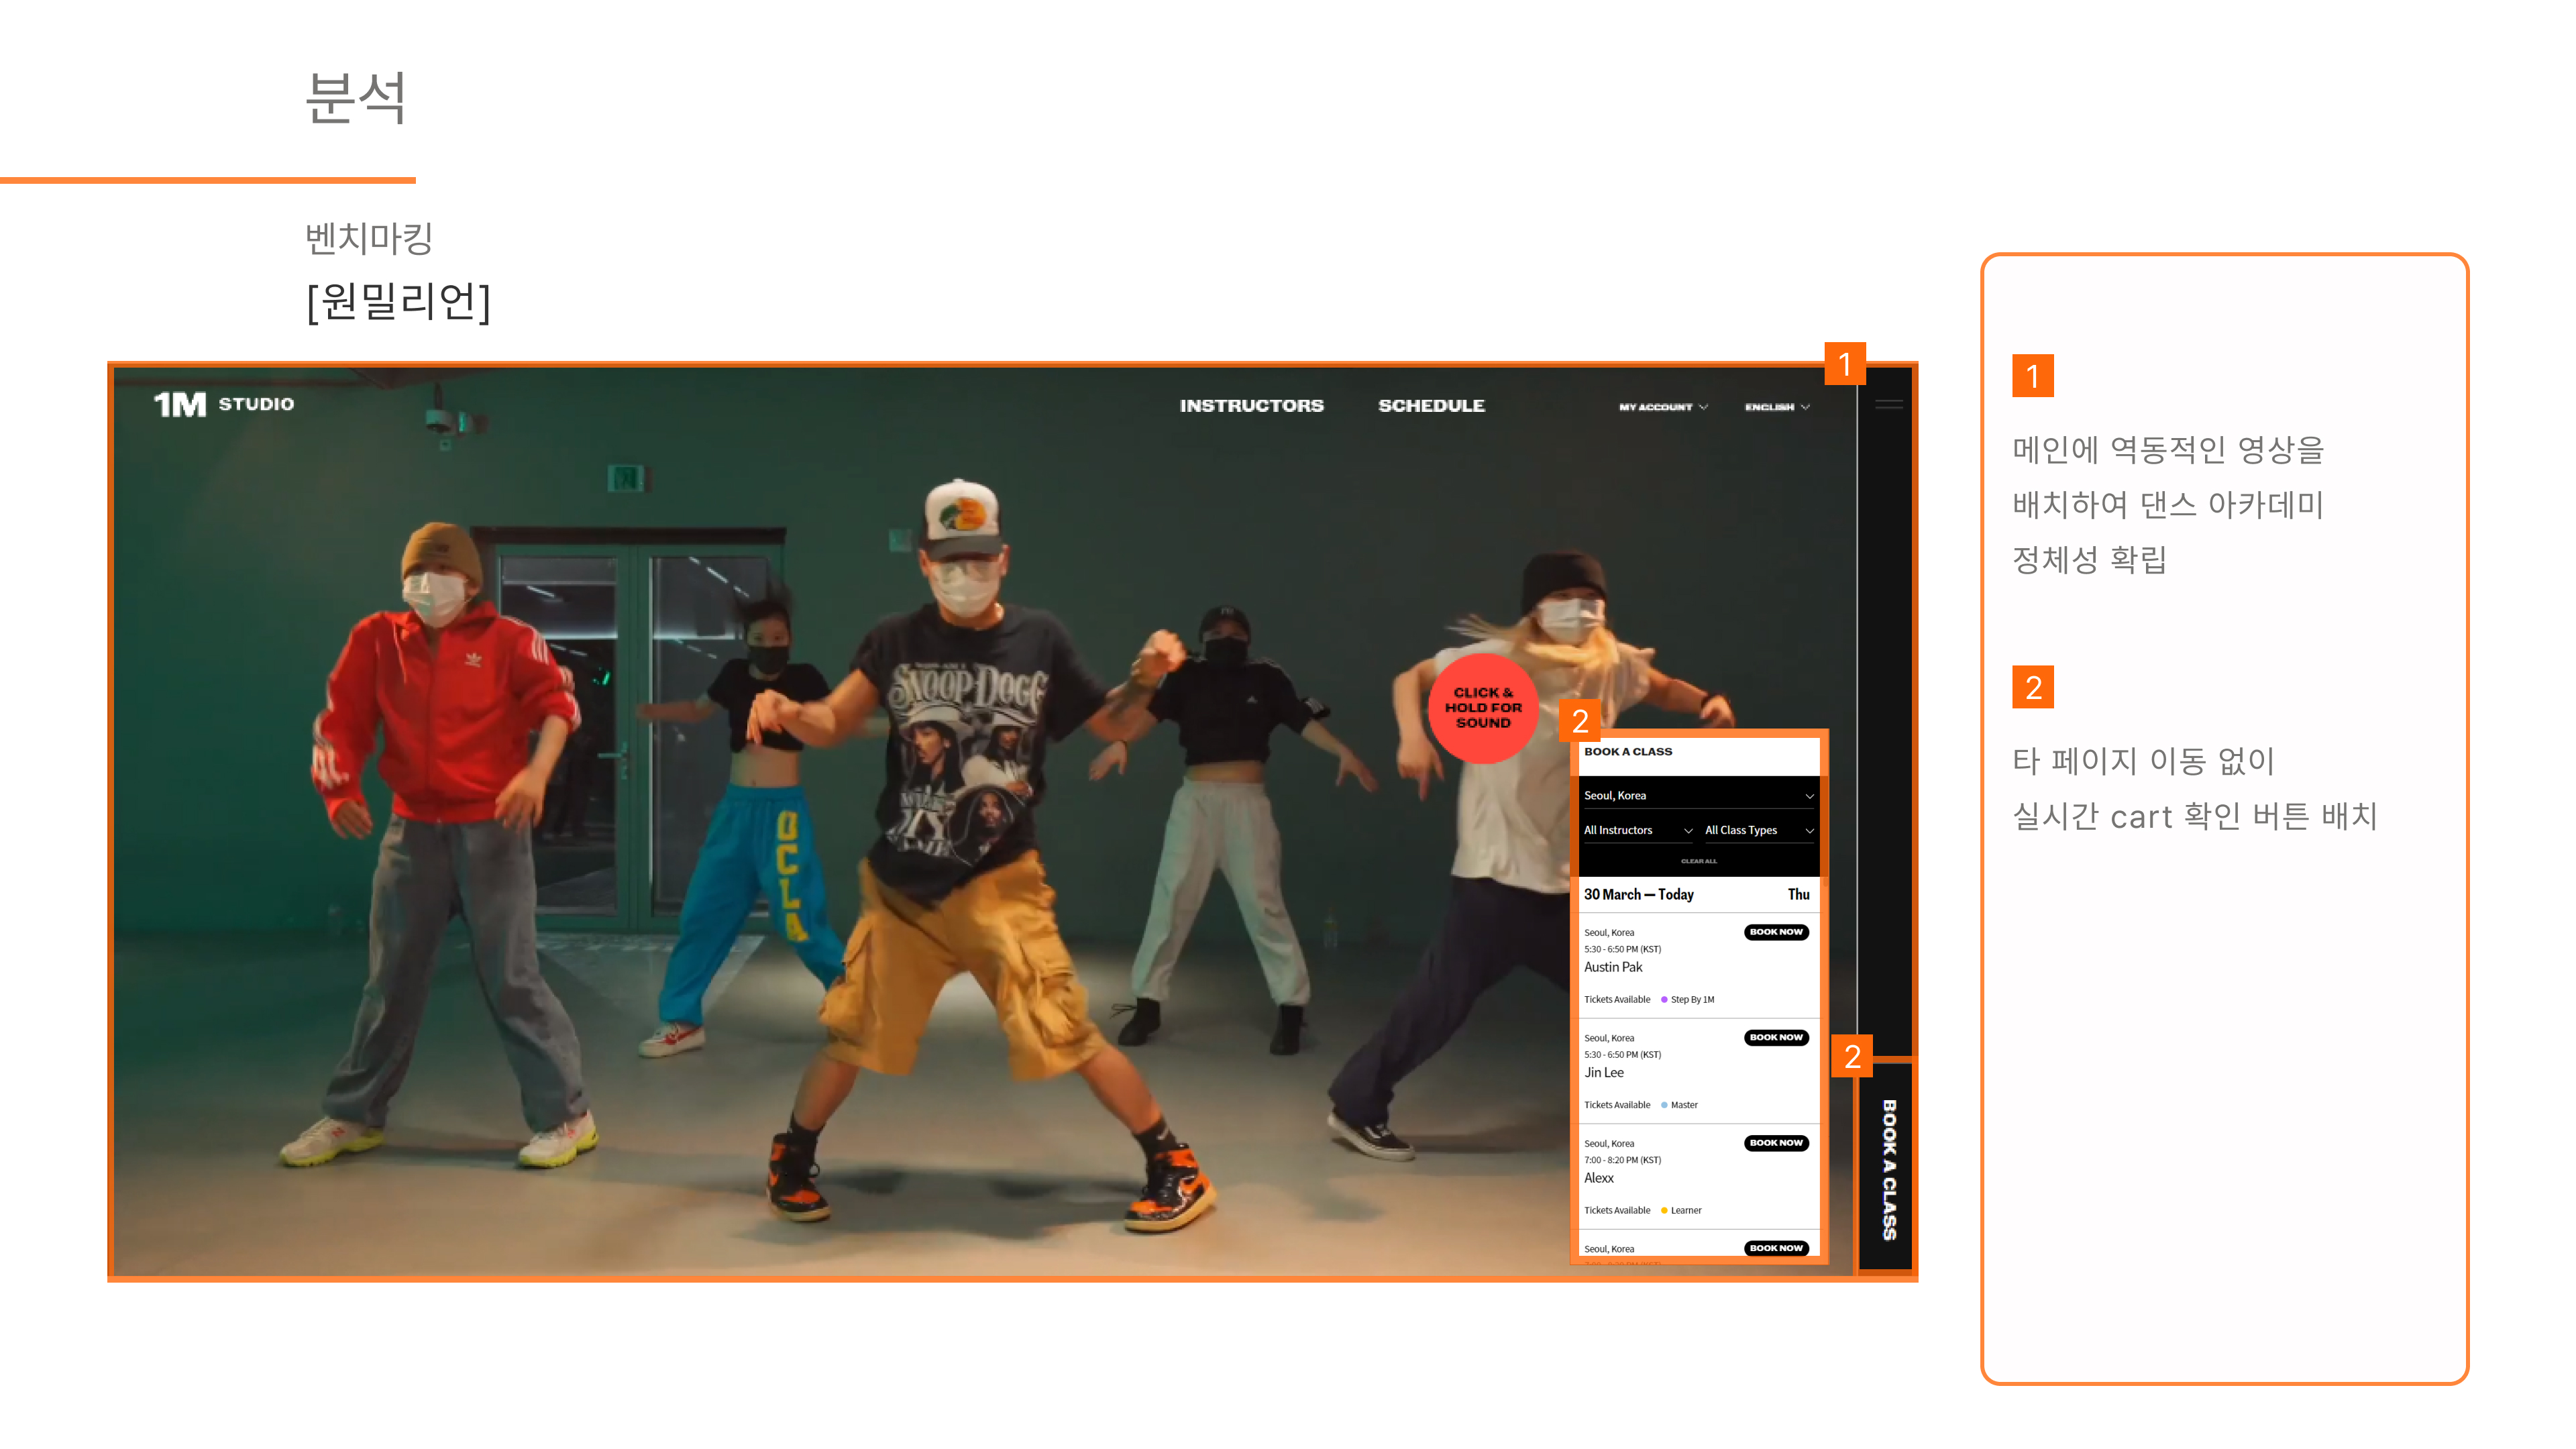 분석
벤치마킹
[원밀리언]
1
1M STUDIO
INSTRUCTORS
SCHEDULE
MY ACCOUNT
ENGLISH
SNOOP DOGG
UCLA
CLICK &
HOLD FOR
SOUND
2
BOOK A CLASS
Seoul, Korea
All Instructors
All Class Types
CLEAR ALL
30 March — Today
Thu
Seoul, Korea
BOOK NOW
5:30 - 6:50 PM (KST)
Austin Pak
Tickets Available
Step By 1M
Seoul, Korea
BOOK NOW
5:30 - 6:50 PM (KST)
Jin Lee
Tickets Available
Master
Seoul, Korea
BOOK NOW
7:00 - 8:20 PM (KST)
Alexx
Tickets Available
Learner
Seoul, Korea
BOOK NOW
2
BOOK A CLASS
1
메인에 역동적인 영상을
배치하여 댄스 아카데미
정체성 확립
2
타 페이지 이동 없이
실시간 cart 확인 버튼 배치